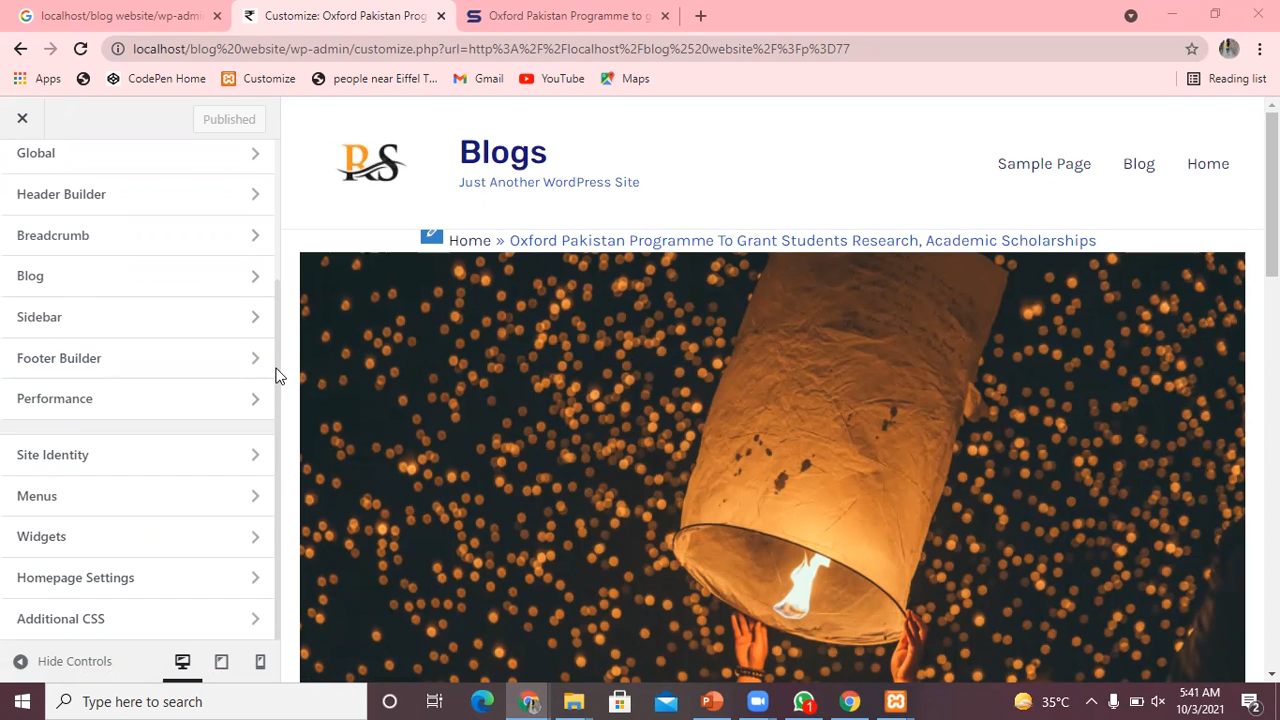 localhost/blog website/wp-admi
Customize: Oxford Pakistan Prog
Oxford Pakistan Programme to g
localhost/blog%20website/wp-admin/customize.php?url=http%3A%2F%2Flocalhost%2Fblog%2520website%2F%3Fp%3D77
Apps
CodePen Home
Customize
people near Eiffel T...
Gmail
YouTube
Maps
Reading list
Published
Global
Header Builder
Breadcrumb
Blog
Sidebar
Footer Builder
Performance
Site Identity
Menus
Widgets
Homepage Settings
Additional CSS
Hide Controls
RS
Blogs
Just Another WordPress Site
Sample Page
Blog
Home
Home » Oxford Pakistan Programme To Grant Students Research, Academic Scholarships
Type here to search
1
35°C
5:41 AM
10/3/2021
2